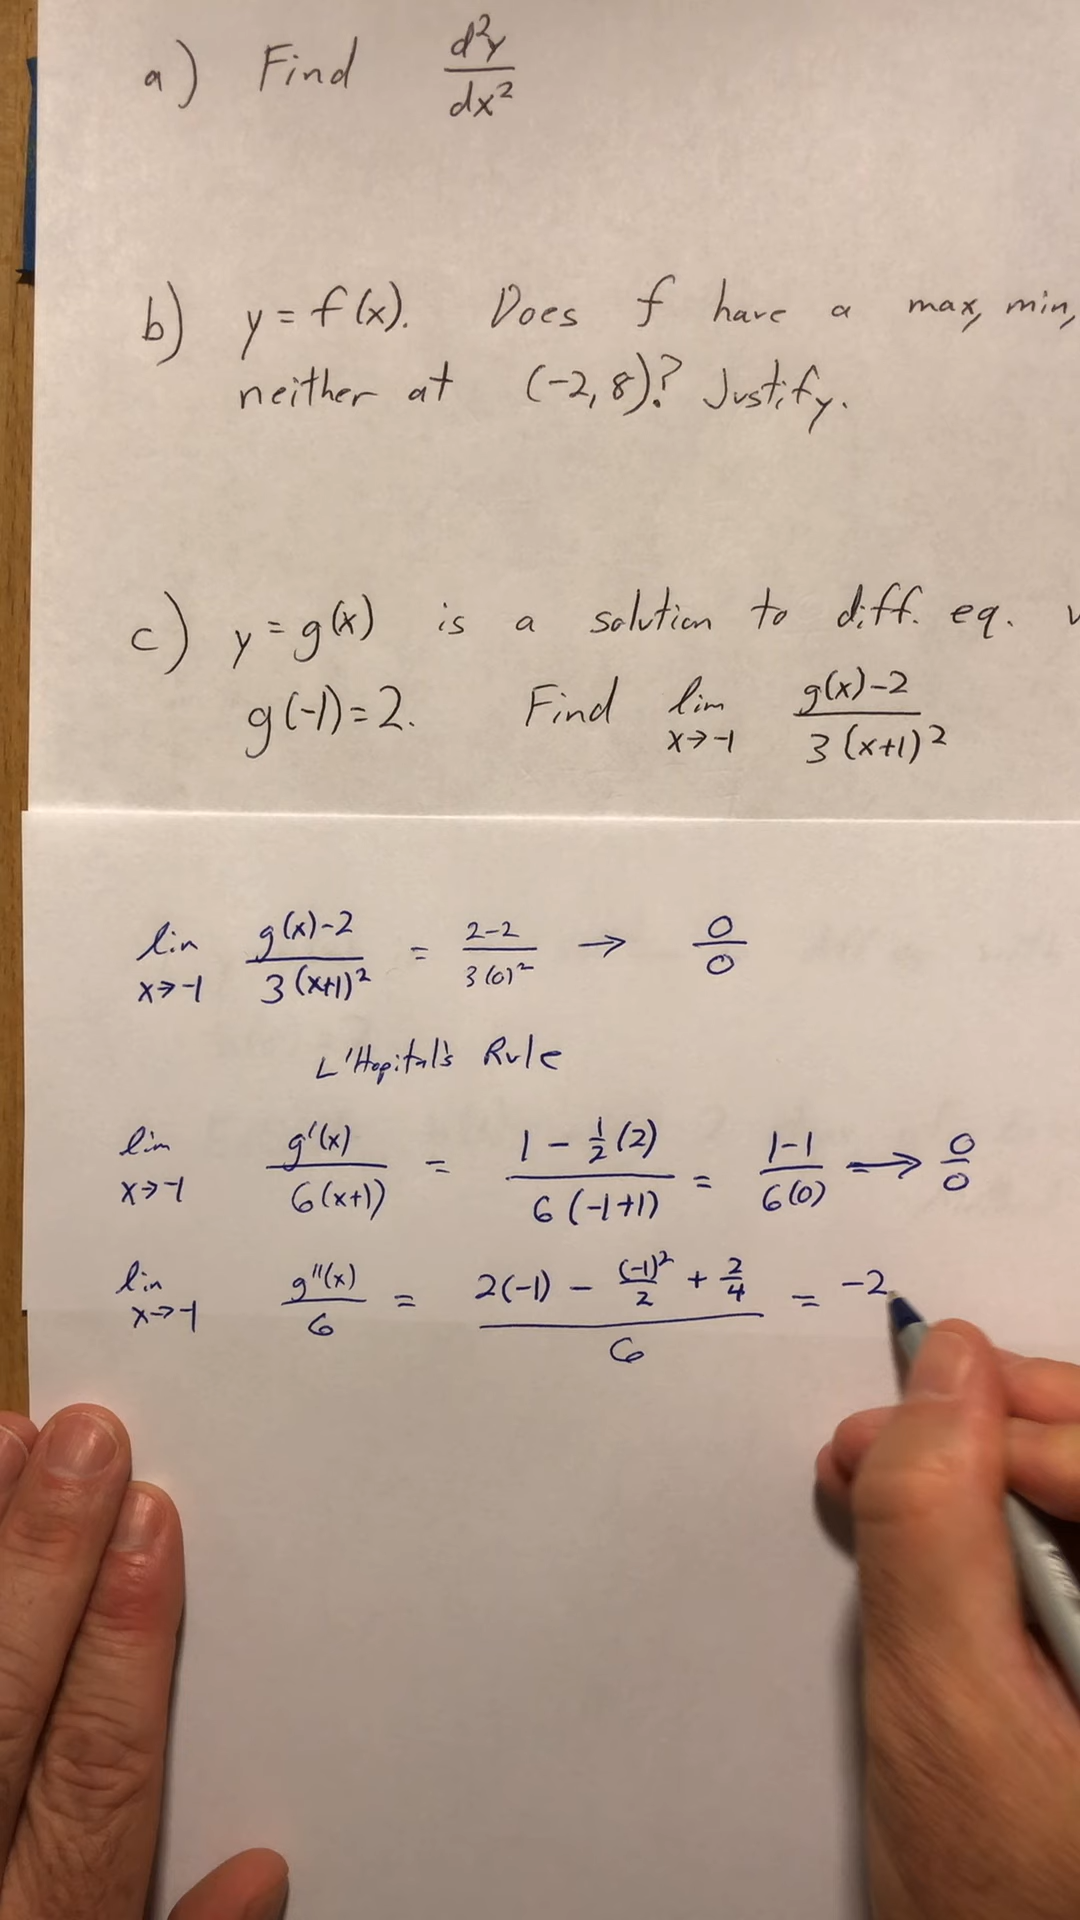 a) Find d²y/dx²
b) y = f(x). Does f have a max, min,
neither at (-2,8)? Justify.
c) y = g(x) is a solution to diff. eq.
g(-1)=2. Find lim x→-1 g(x)-2 / 3(x+1)²
lim x→-1 g(x)-2 / 3(x+1)² = 2-2 / 3(0)² → 0/0
L'Hopital's Rule
lim x→-1 g'(x) / 6(x+1) = 1 - ½(2) / 6(-1+1) = 1-1 / 6(0) → 0/0
lim x→-1 g''(x) / 6 = 2(-1) - (-1)²/2 + 2/4 / 6 = -2